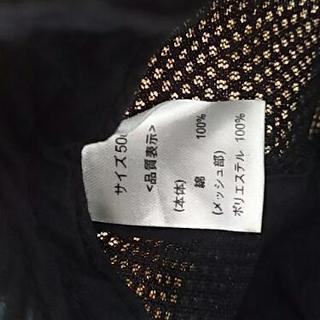 サイズ50c
<品質表示>
(本体)
綿 100%
(メッシュ部)
ポリエステル 100%